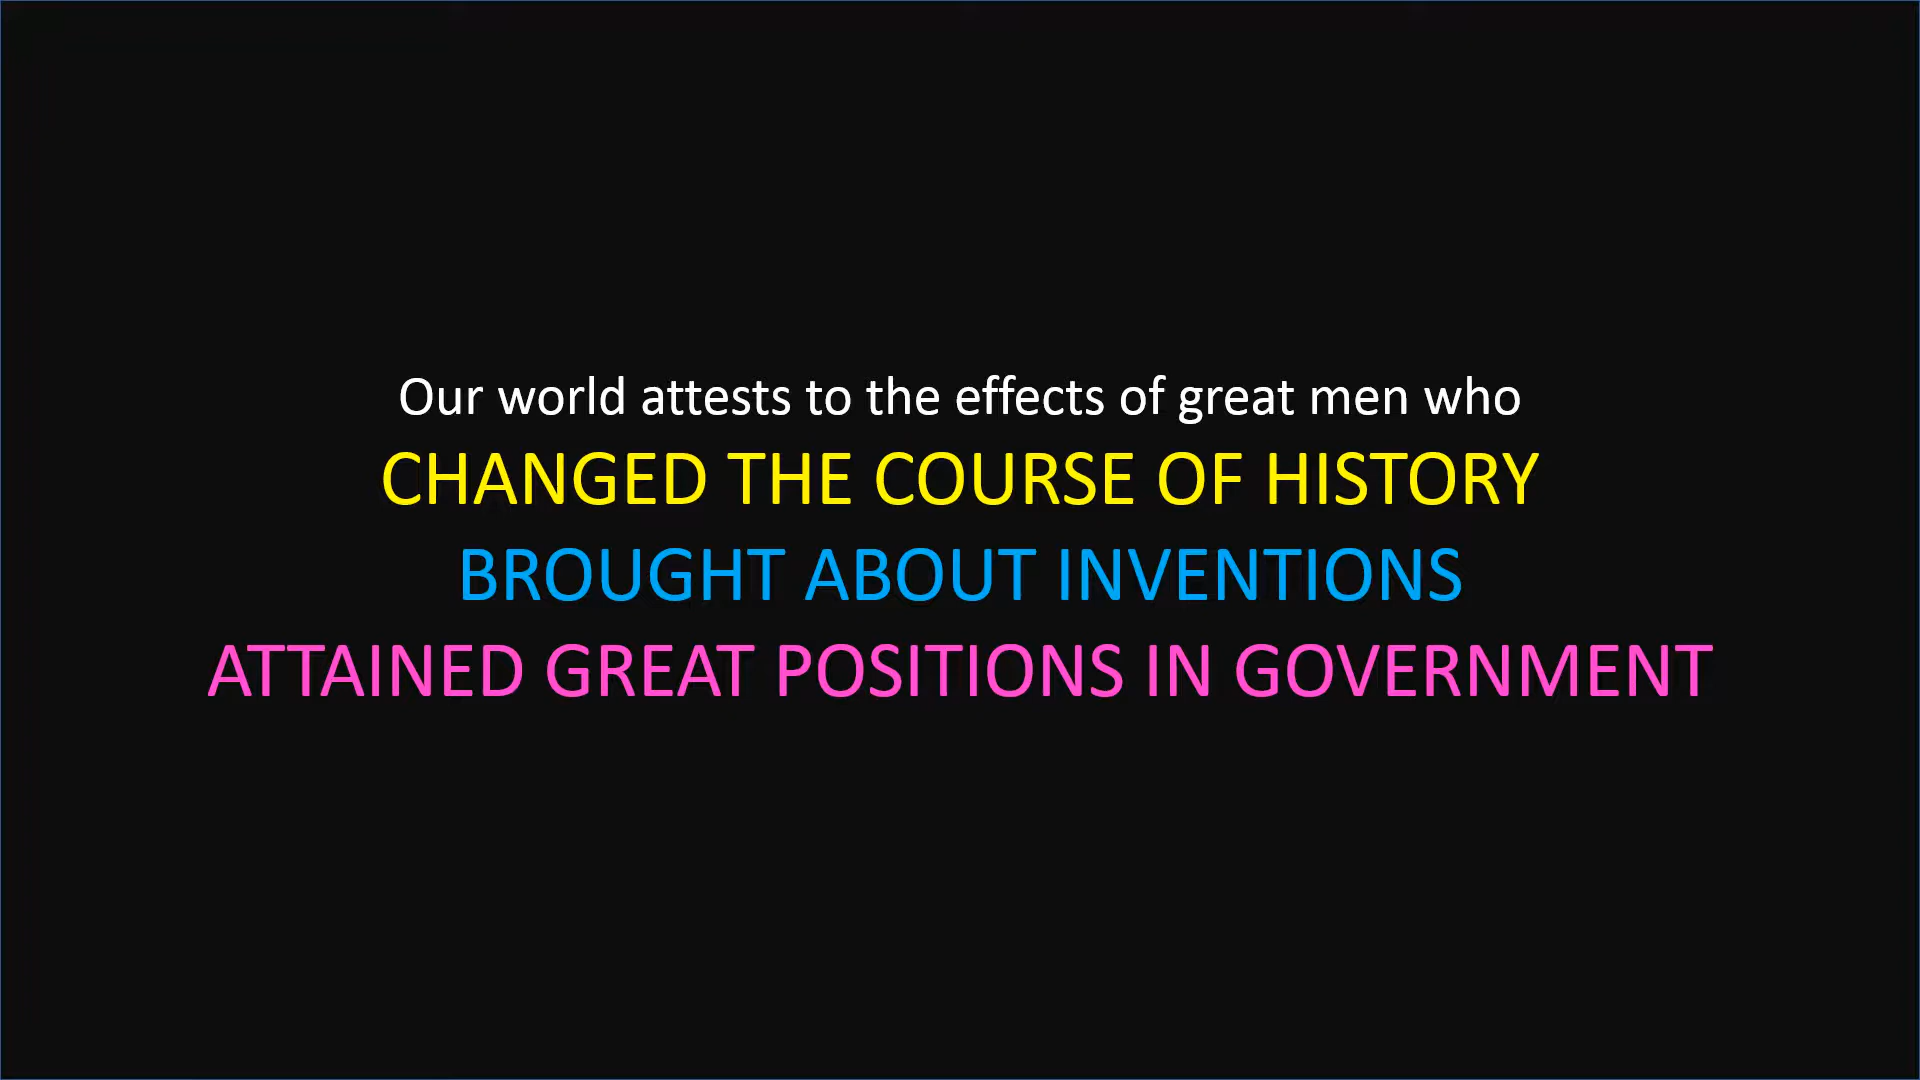 Our world attests to the effects of great men who
CHANGED THE COURSE OF HISTORY
BROUGHT ABOUT INVENTIONS
ATTAINED GREAT POSITIONS IN GOVERNMENT